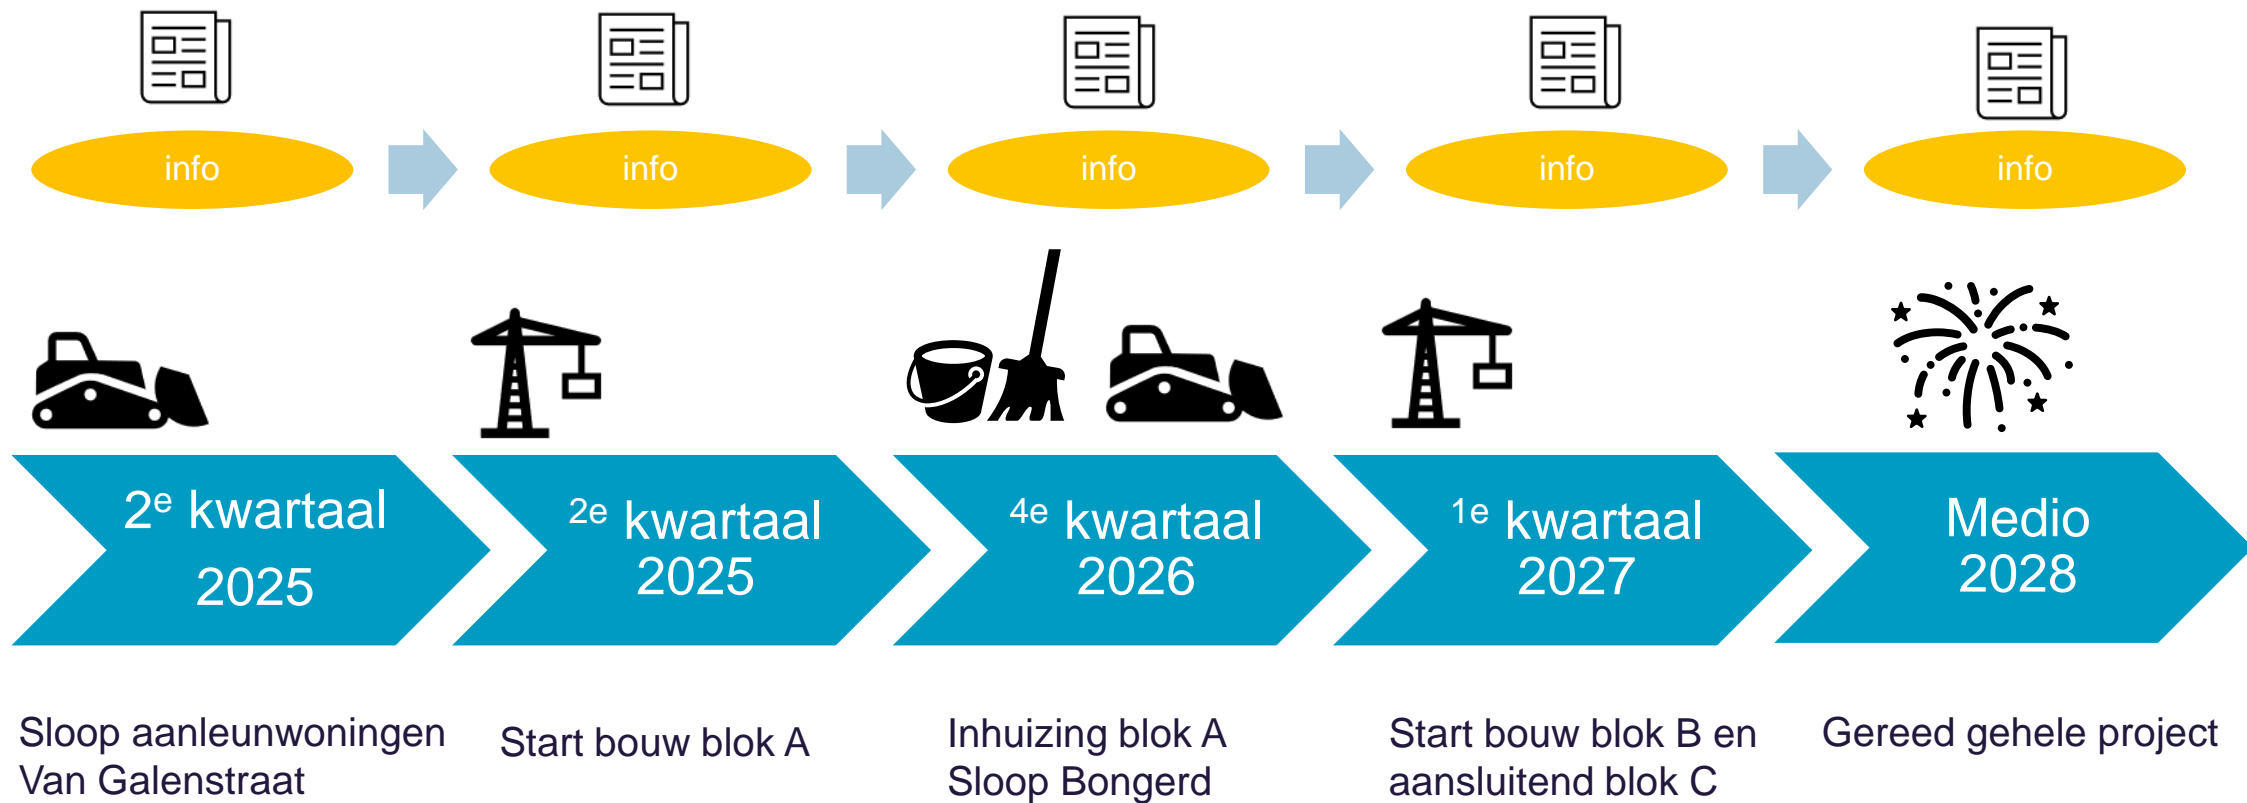 info
info
info
info
info
2e kwartaal
2025
2e kwartaal
2025
4e kwartaal
2026
1e kwartaal
2027
Medio
2028
Sloop aanleunwoningen
Van Galenstraat
Start bouw blok A
Inhuizing blok A
Sloop Bongerd
Start bouw blok B en
aansluitend blok C
Gereed gehele project